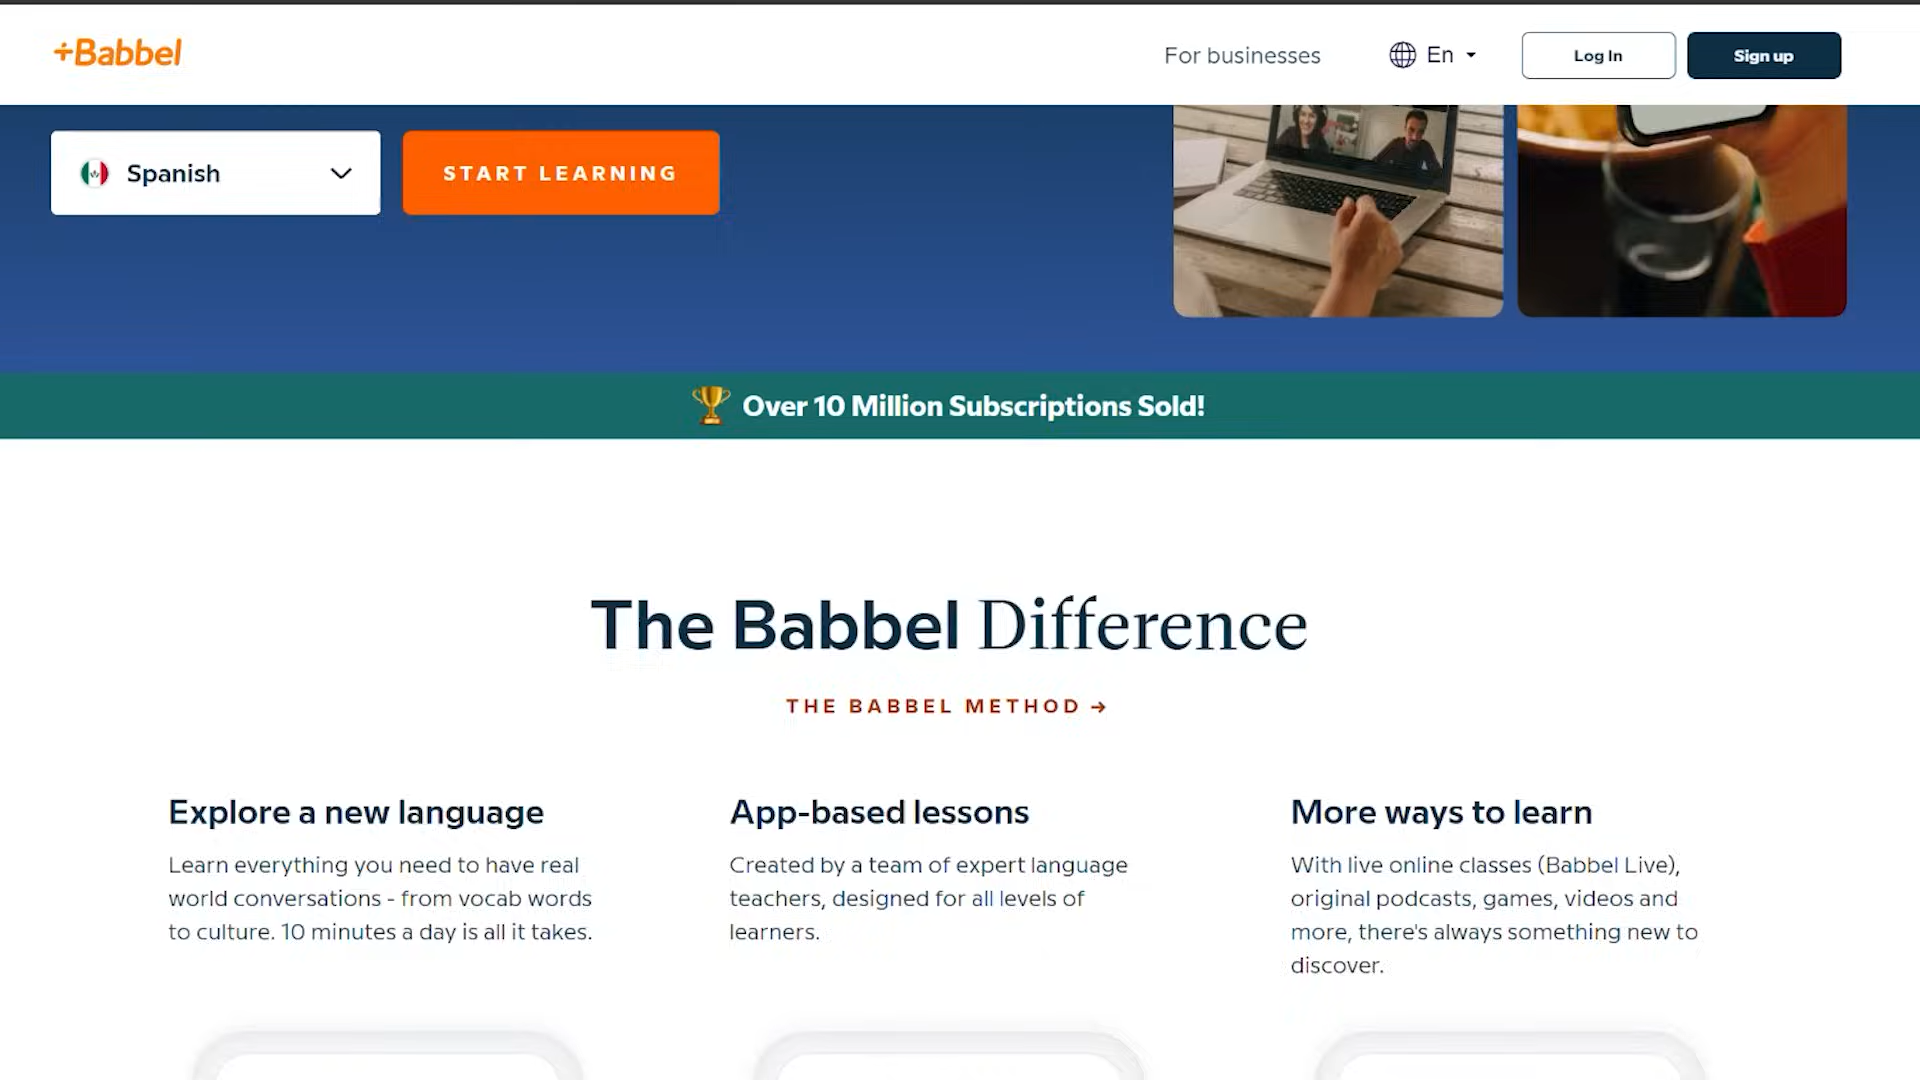 +Babbel
For businesses
En
Log In
Sign up
Spanish
START LEARNING
🏆 Over 10 Million Subscriptions Sold!
The Babbel Difference
THE BABBEL METHOD →
Explore a new language
Learn everything you need to have real
world conversations - from vocab words
to culture. 10 minutes a day is all it takes.
App-based lessons
Created by a team of expert language
teachers, designed for all levels of
learners.
More ways to learn
With live online classes (Babbel Live),
original podcasts, games, videos and
more, there's always something new to
discover.